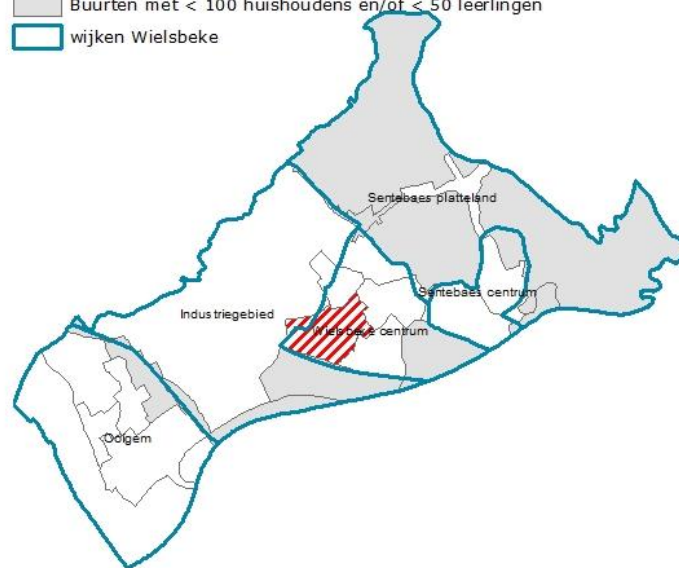 Buurten met < 100 huishoudens en/of < 50 leerlingen
wijken Wielsbeke
Sentebaes platteland
Sentebaes centrum
Industriegebied
Wielsbeke centrum
Ooigem